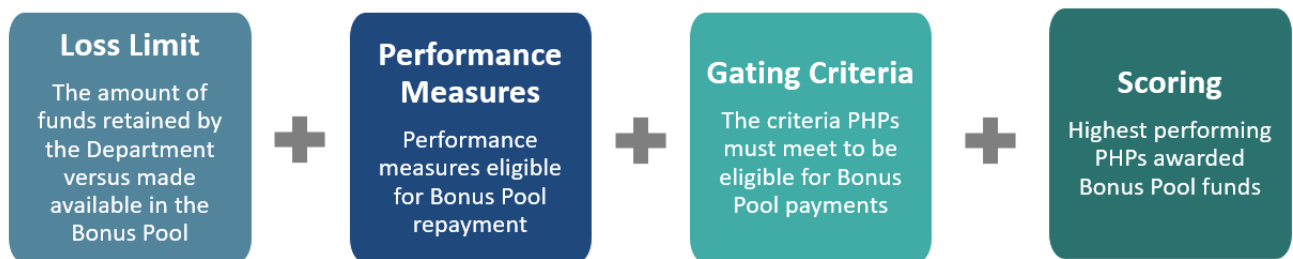 Loss Limit
The amount of
funds retained by
the Department
versus made
available in the
Bonus Pool
Performance
Measures
Performance
measures eligible
for Bonus Pool
repayment
Gating Criteria
The criteria PHPs
must meet to be
eligible for Bonus
Pool payments
Scoring
Highest performing
PHPs awarded
Bonus Pool funds